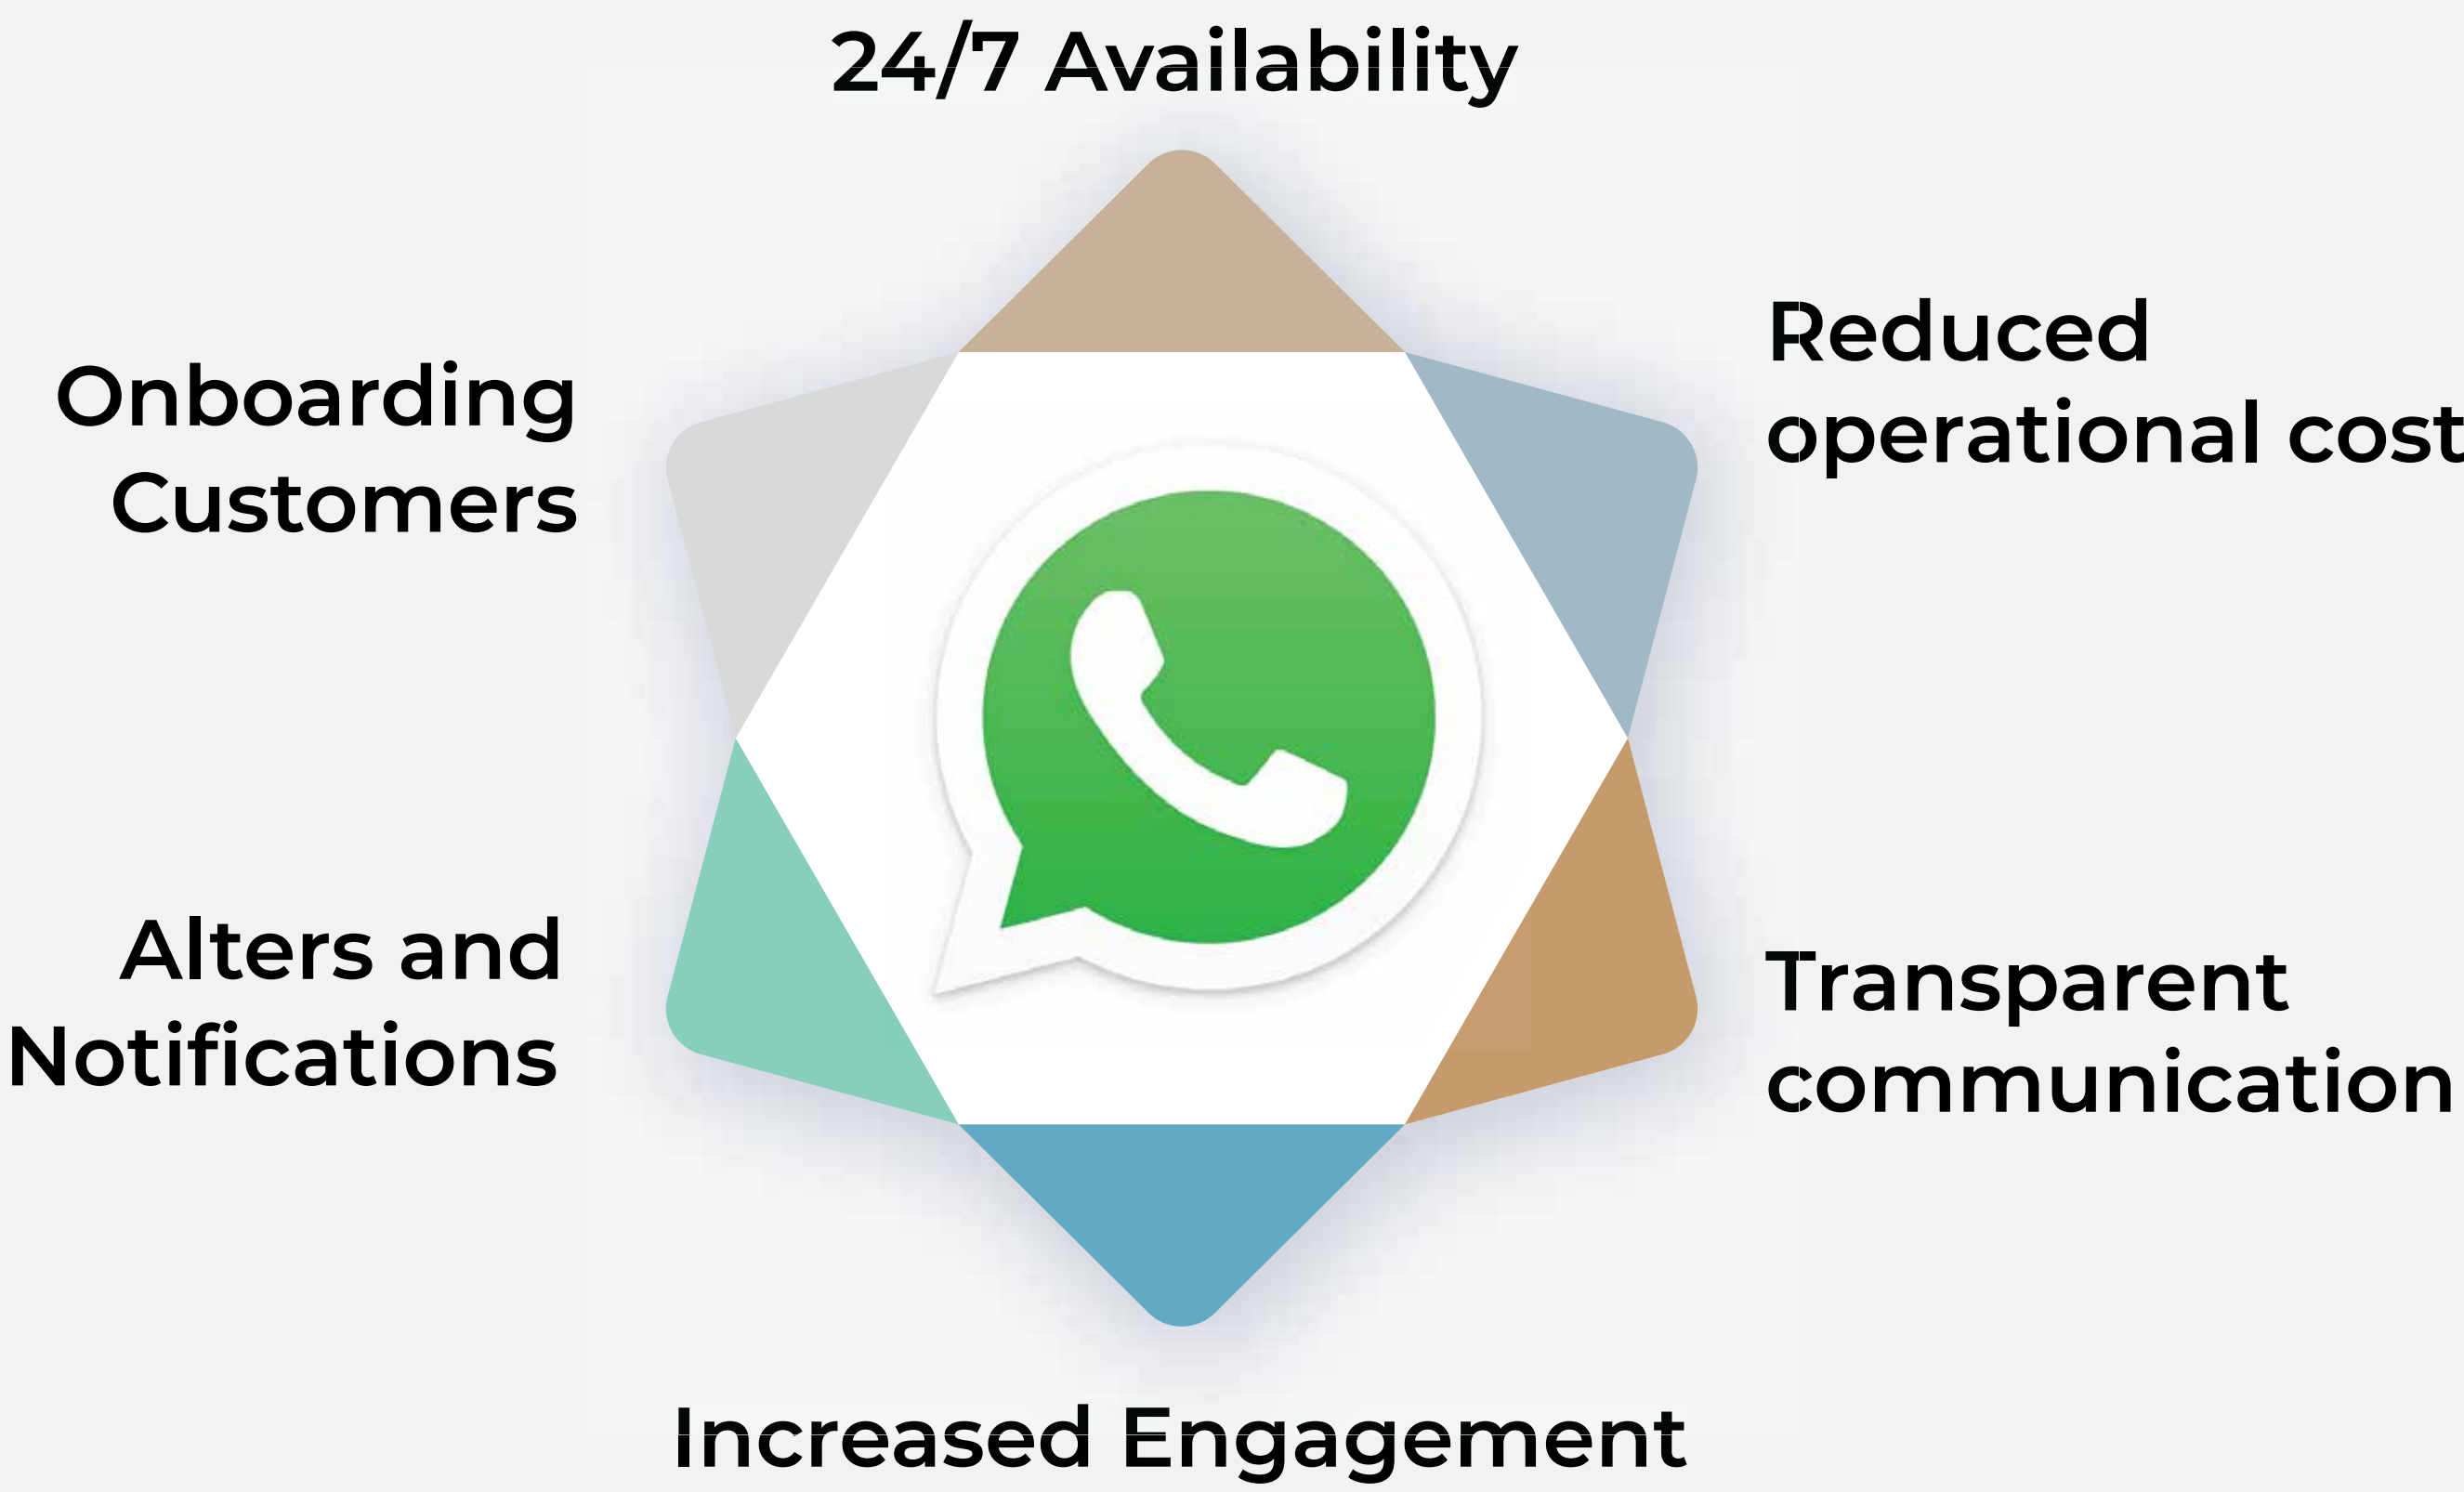 24/7 Availability
Reduced
operational cost
Onboarding
Customers
Alters and
Notifications
Transparent
communication
Increased Engagement